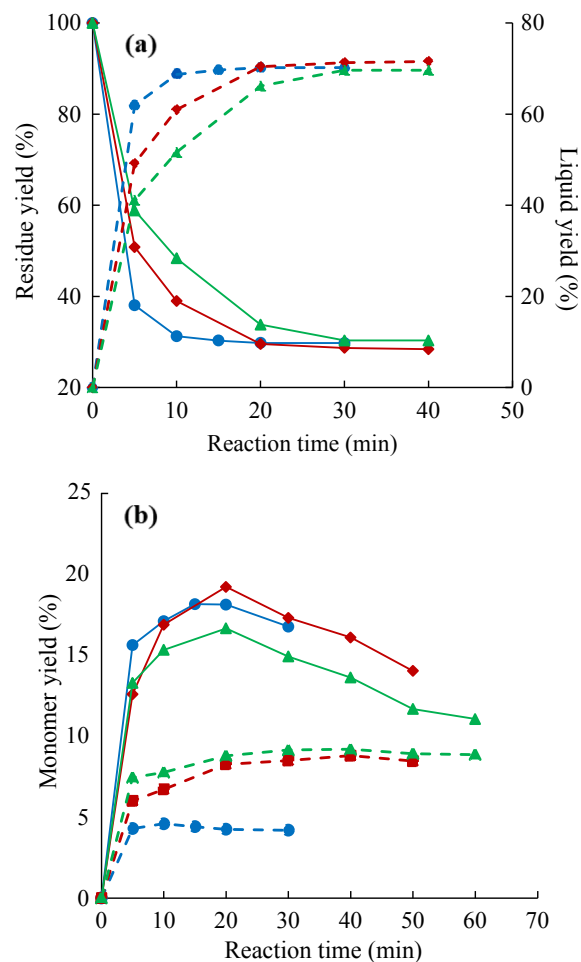 (a)
Residue yield (%)
100
80
60
40
20
Liquid yield (%)
80
60
40
20
0
0 10 20 30 40 50
Reaction time (min)
(b)
Monomer yield (%)
25
20
15
10
5
0
0 10 20 30 40 50 60 70
Reaction time (min)